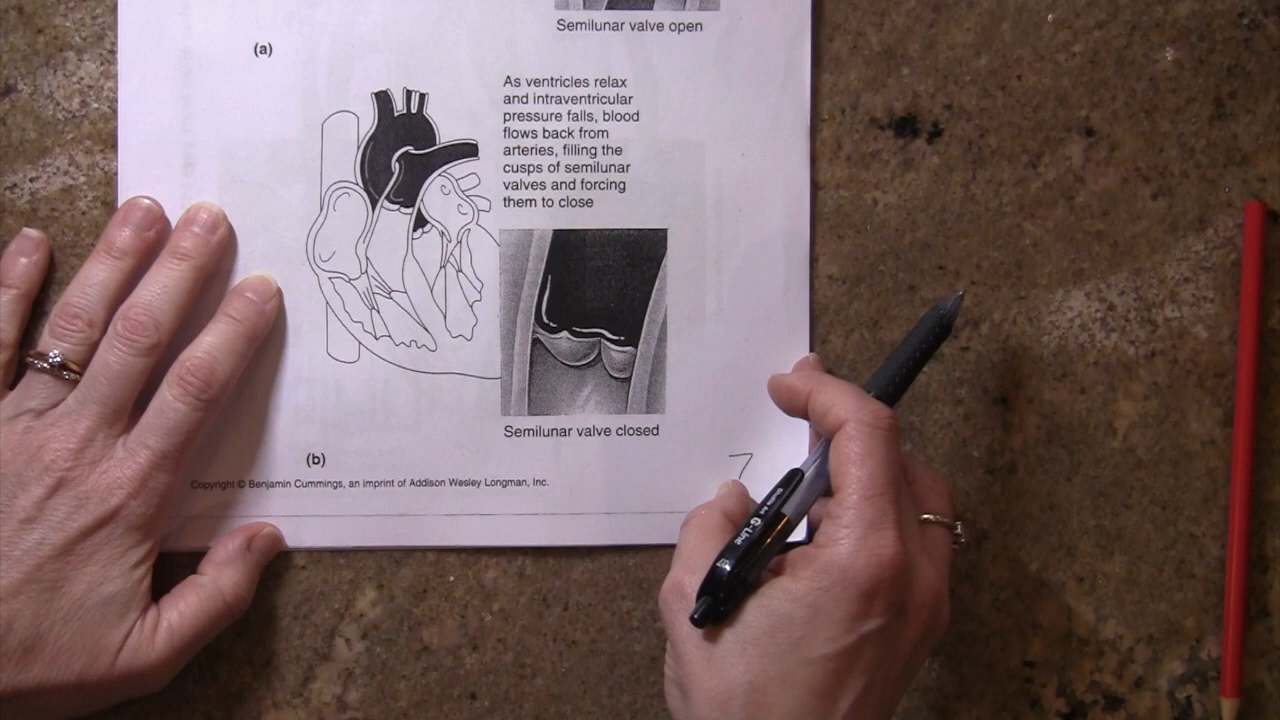 Semilunar valve open
(a)
As ventricles relax
and intraventricular
pressure falls, blood
flows back from
arteries, filling the
cusps of semilunar
valves and forcing
them to close
Semilunar valve closed
(b)
Copyright © Benjamin Cummings, an imprint of Addison Wesley Longman, Inc.
7
G-Line